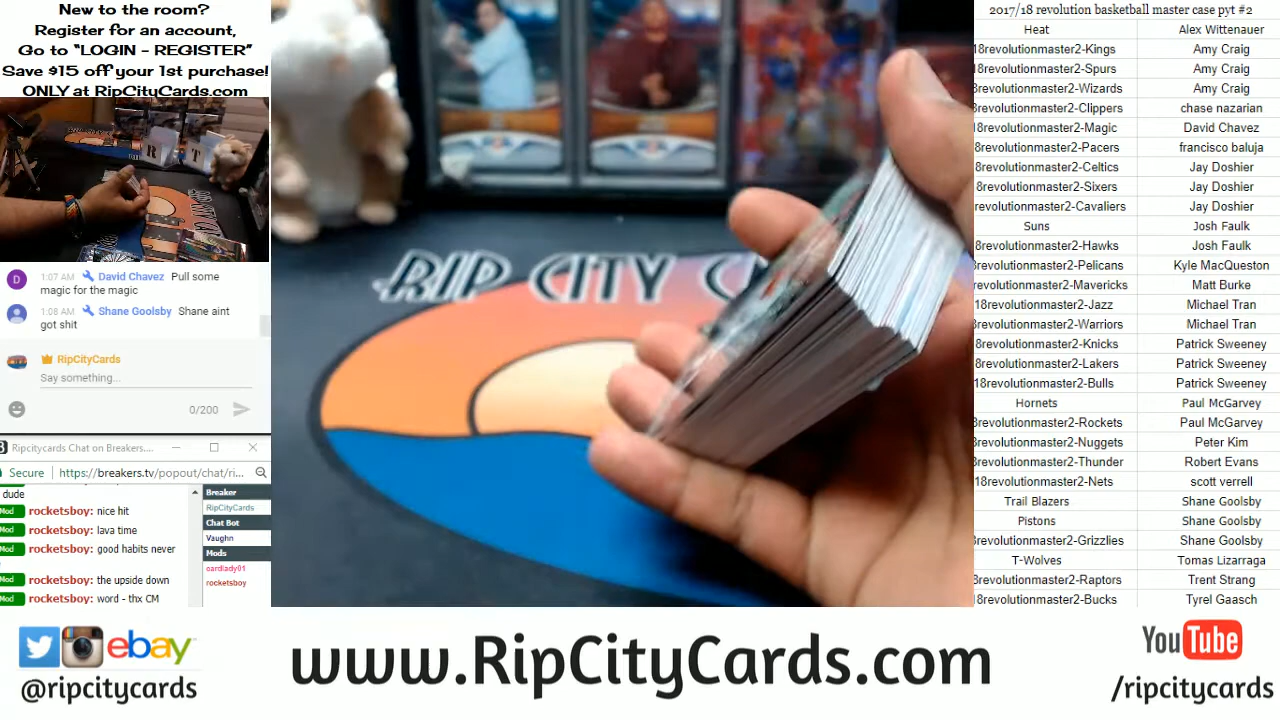 New to the room?
Register for an account,
Go to "LOGIN - REGISTER"
Save $15 off your 1st purchase!
ONLY at RipCityCards.com
1:07 AM David Chavez Pull some
magic for the magic
1:08 AM Shane Goolsby Shane aint
got shit
RipCityCards
Say something...
0/200
Ripcitycards Chat on Breakers....
Secure https://breakers.tv/popout/chat/ri...
dude
Mod rocketsboy: nice hit
Mod rocketsboy: lava time
Mod rocketsboy: good habits never
Mod rocketsboy: the upside down
Mod rocketsboy: word - thx CM
Breaker
RipCityCards
Chat Bot
Vaughn
Mods
cardlady01
rocketsboy
RIP CITY C
2017/18 revolution basketball master case pyt #2
Heat Alex Wittenauer
18revolutionmaster2-Kings Amy Craig
18revolutionmaster2-Spurs Amy Craig
8revolutionmaster2-Wizards Amy Craig
8revolutionmaster2-Clippers chase nazarian
18revolutionmaster2-Magic David Chavez
8revolutionmaster2-Pacers francisco baluja
8revolutionmaster2-Celtics Jay Doshier
8revolutionmaster2-Sixers Jay Doshier
revolutionmaster2-Cavaliers Jay Doshier
Suns Josh Faulk
8revolutionmaster2-Hawks Josh Faulk
8revolutionmaster2-Pelicans Kyle MacQueston
revolutionmaster2-Mavericks Matt Burke
18revolutionmaster2-Jazz Michael Tran
revolutionmaster2-Warriors Michael Tran
8revolutionmaster2-Knicks Patrick Sweeney
8revolutionmaster2-Lakers Patrick Sweeney
18revolutionmaster2-Bulls Patrick Sweeney
Hornets Paul McGarvey
8revolutionmaster2-Rockets Paul McGarvey
8revolutionmaster2-Nuggets Peter Kim
8revolutionmaster2-Thunder Robert Evans
18revolutionmaster2-Nets scott verrell
Trail Blazers Shane Goolsby
Pistons Shane Goolsby
8revolutionmaster2-Grizzlies Shane Goolsby
T-Wolves Tomas Lizarraga
8revolutionmaster2-Raptors Trent Strang
18revolutionmaster2-Bucks Tyrel Gaasch
ebay
@ripcitycards
www.RipCityCards.com
YouTube
/ripcitycards